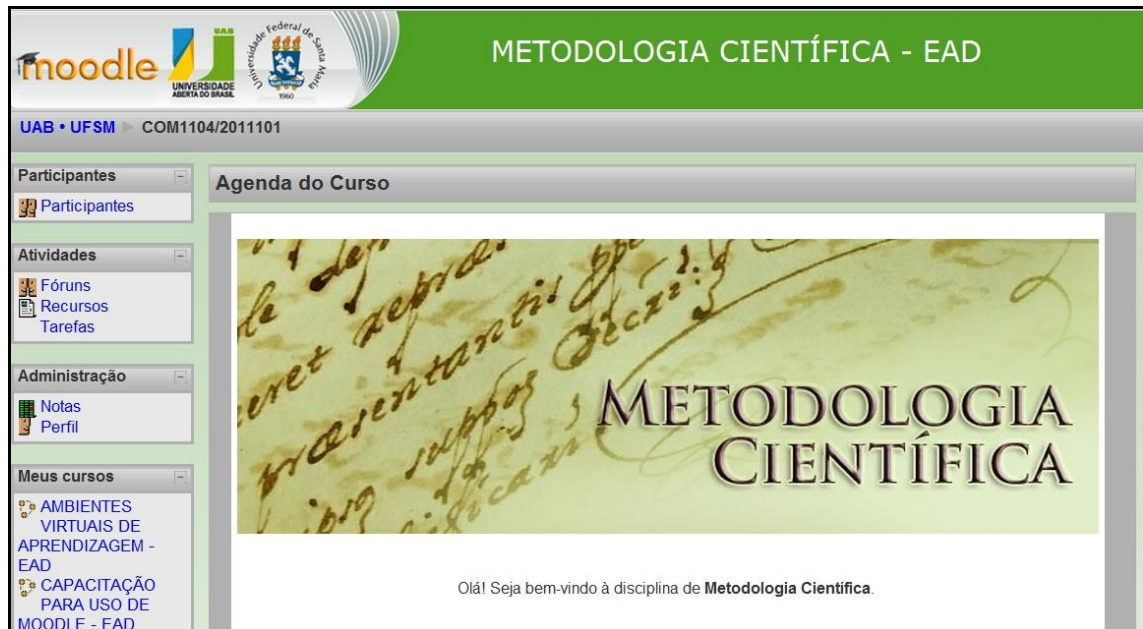 moodle
UAB
UNIVERSIDADE
ABERTA DO BRASIL
Universidade Federal de Santa Maria
1960
METODOLOGIA CIENTÍFICA - EAD
UAB • UFSM ► COM1104/2011101
Participantes
Participantes
Atividades
Fóruns
Recursos
Tarefas
Administração
Notas
Perfil
Meus cursos
AMBIENTES
VIRTUAIS DE
APRENDIZAGEM -
EAD
CAPACITAÇÃO
PARA USO DE
MOODLE - EAD
Agenda do Curso
METODOLOGIA
CIENTÍFICA
Olá! Seja bem-vindo à disciplina de Metodologia Científica.